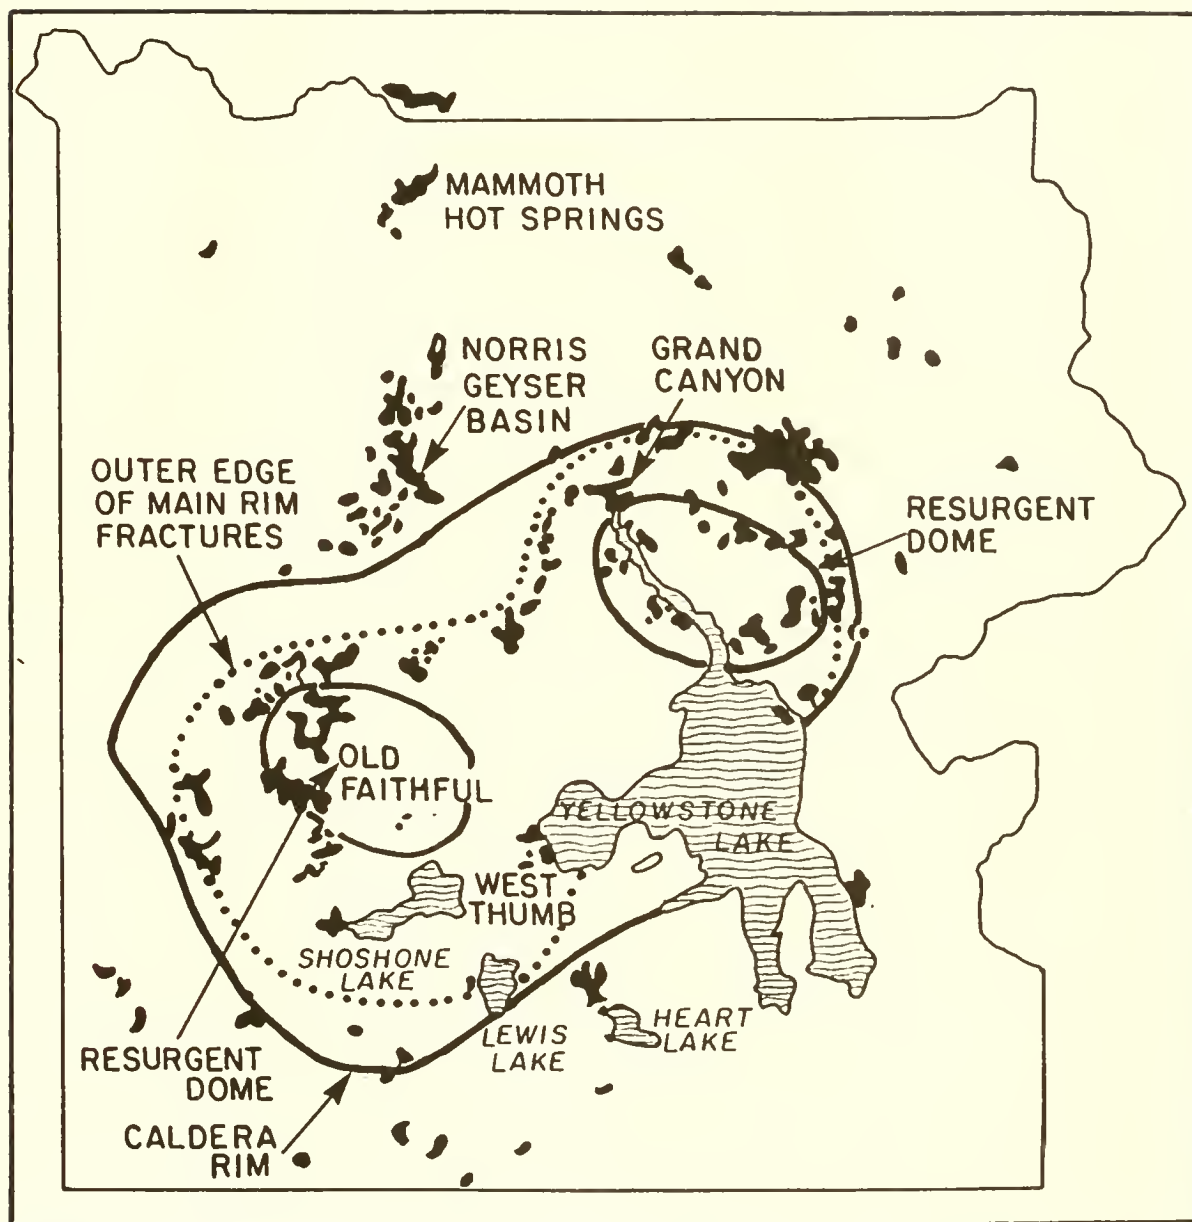 MAMMOTH
HOT SPRINGS
NORRIS
GEYSER
BASIN
GRAND
CANYON
OUTER EDGE
OF MAIN RIM
FRACTURES
RESURGENT
DOME
OLD
FAITHFUL
YELLOWSTONE
LAKE
WEST
THUMB
SHOSHONE
LAKE
LEWIS
LAKE
HEART
LAKE
RESURGENT
DOME
CALDERA
RIM